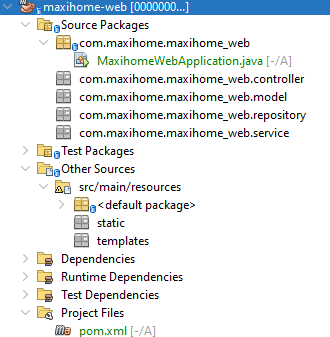 maxihome-web [0000000...]
Source Packages
com.maxihome.maxihome_web
MaxihomeWebApplication.java [-/A]
com.maxihome.maxihome_web.controller
com.maxihome.maxihome_web.model
com.maxihome.maxihome_web.repository
com.maxihome.maxihome_web.service
Test Packages
Other Sources
src/main/resources
<default package>
static
templates
Dependencies
Runtime Dependencies
Test Dependencies
Project Files
pom.xml [-/A]